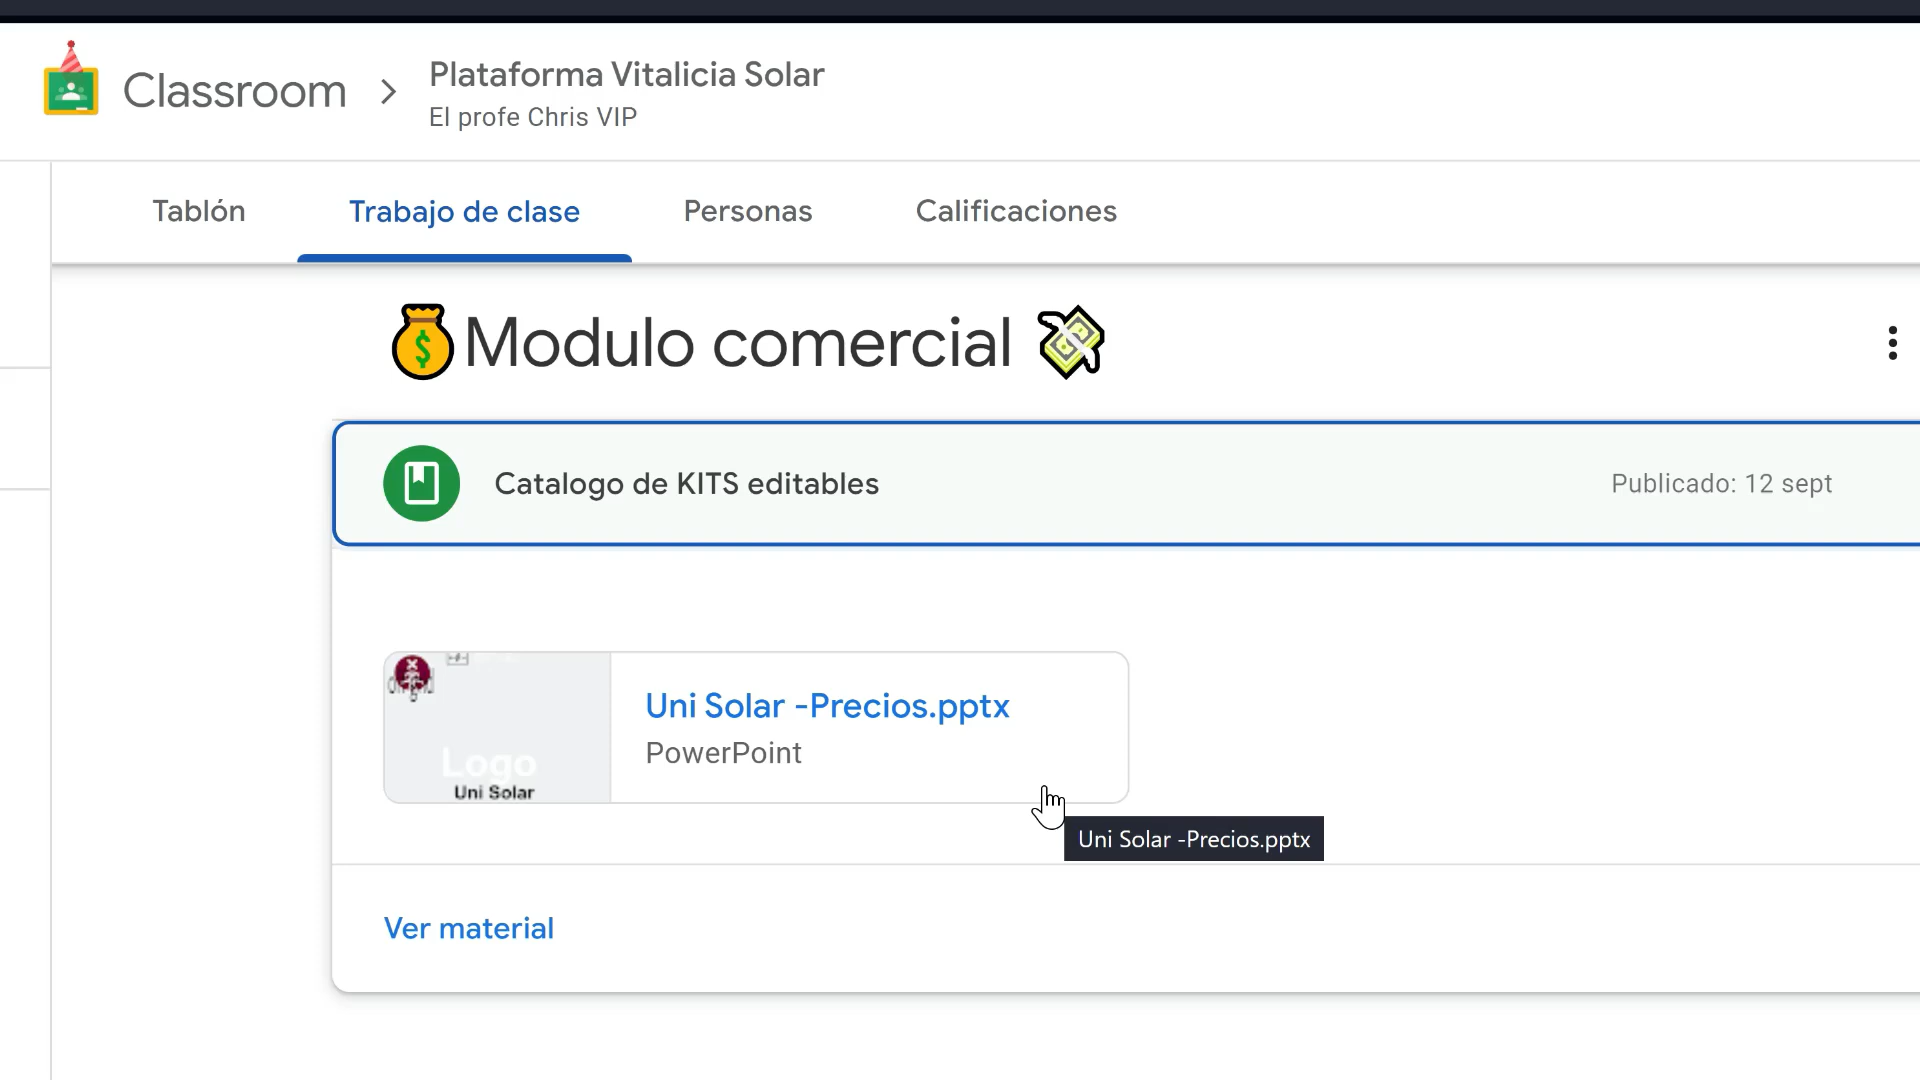 Classroom
Plataforma Vitalicia Solar
El profe Chris VIP
Tablón
Trabajo de clase
Personas
Calificaciones
Modulo comercial
Catalogo de KITS editables
Publicado: 12 sept
Uni Solar -Precios.pptx
PowerPoint
Logo
Uni Solar
Uni Solar -Precios.pptx
Ver material